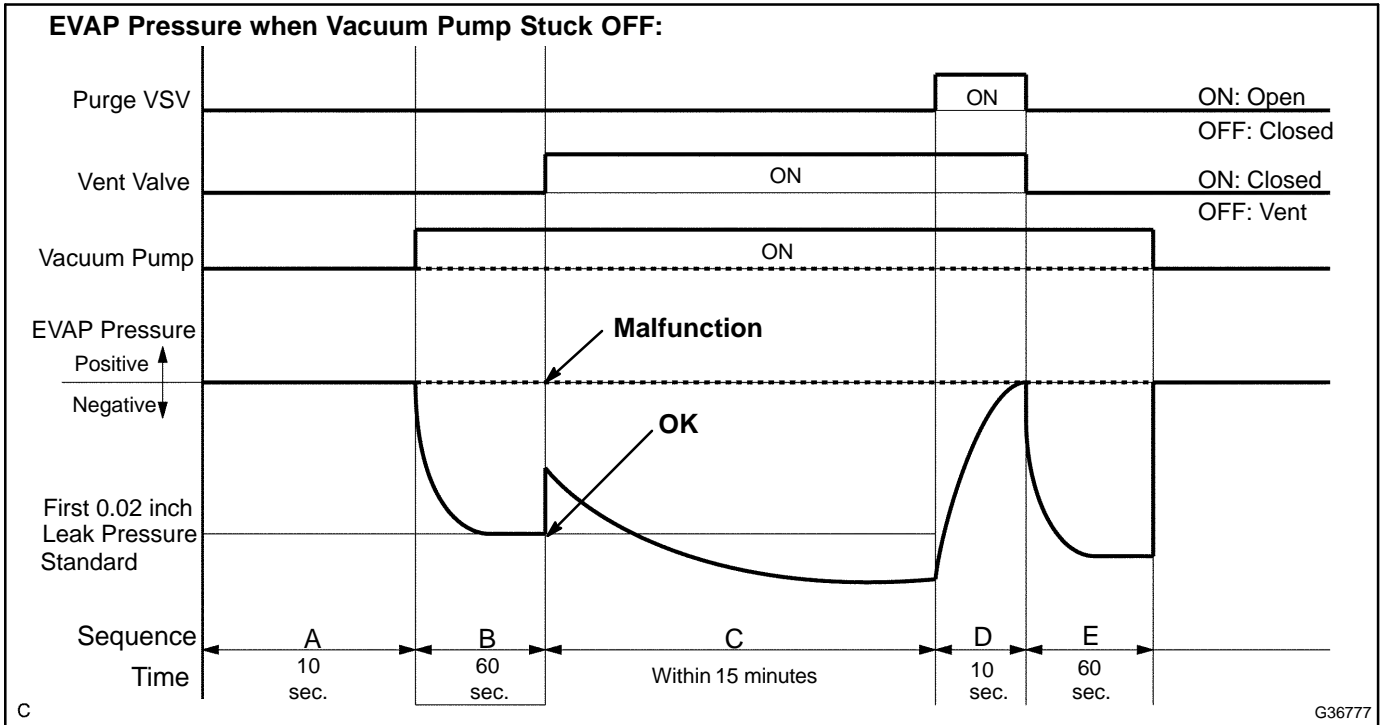 EVAP Pressure when Vacuum Pump Stuck OFF:
Purge VSV
ON
ON: Open
OFF: Closed
Vent Valve
ON
ON: Closed
OFF: Vent
Vacuum Pump
ON
EVAP Pressure
Positive
Negative
Malfunction
OK
First 0.02 inch
Leak Pressure
Standard
Sequence
A
B
C
D
E
Time
10
sec.
60
sec.
Within 15 minutes
10
sec.
60
sec.
C
G36777